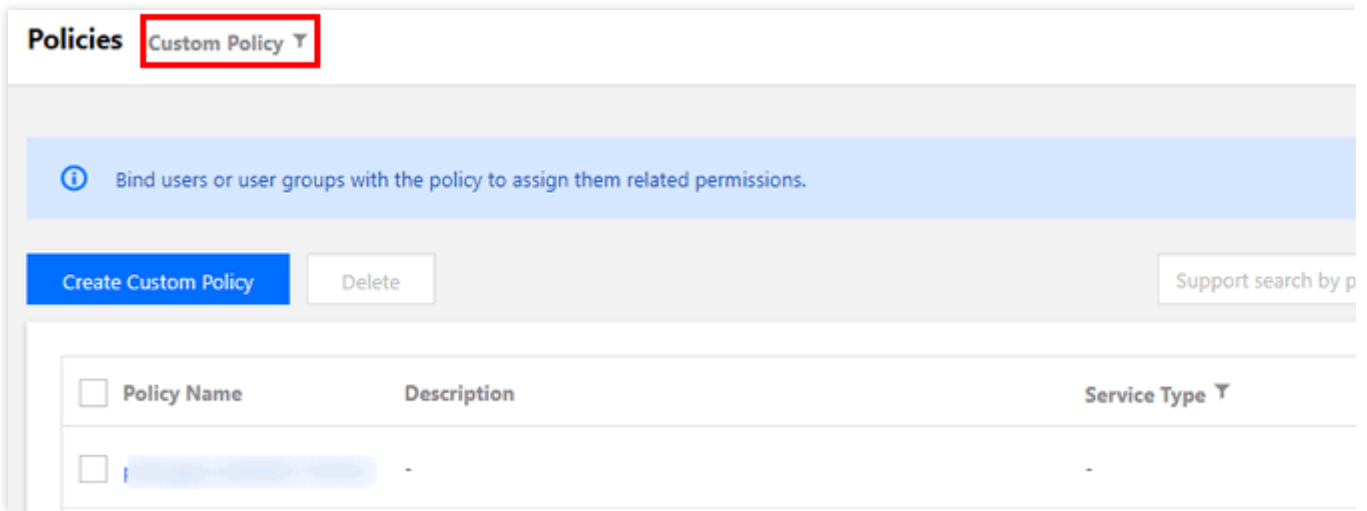 Policies Custom Policy
Bind users or user groups with the policy to assign them related permissions.
Create Custom Policy Delete Support search by p
Policy Name Description Service Type
- -